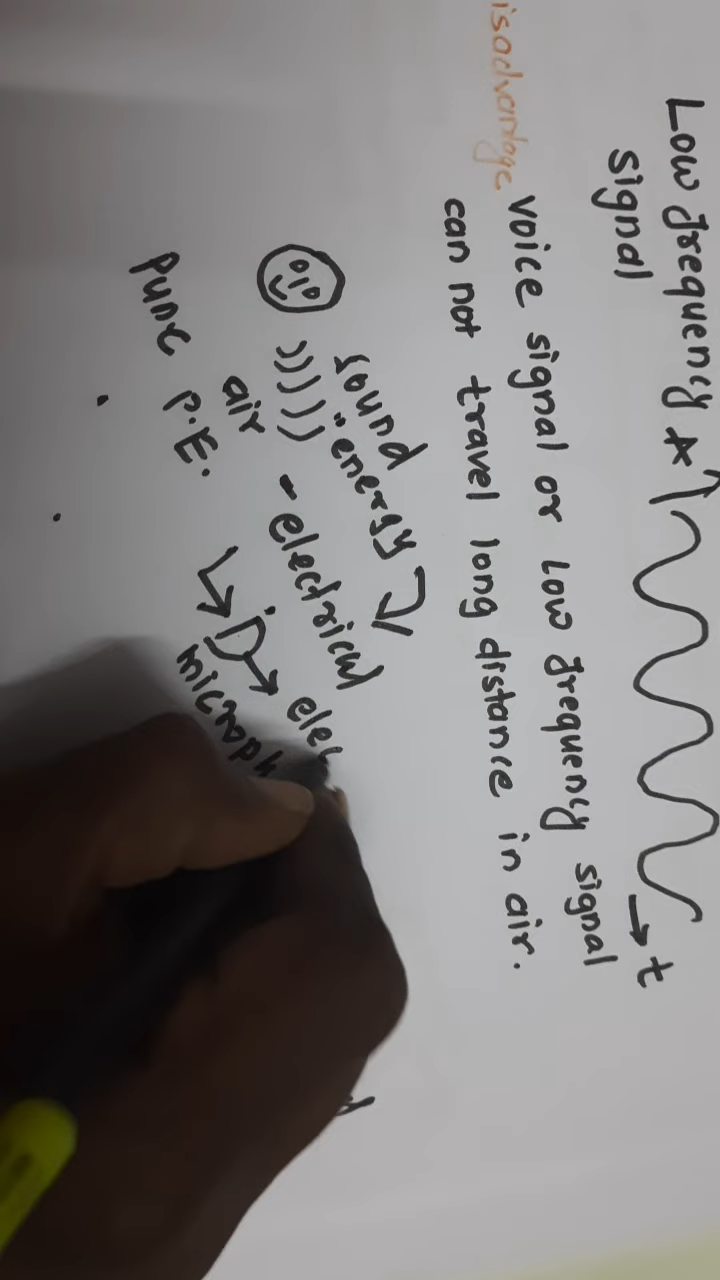 Low frequency
signal
A
→ t
isadvantage
voice signal or Low frequency signal
can not travel long distance in air.
sound
"energy
- electrical
air
P.E.
elec
microph